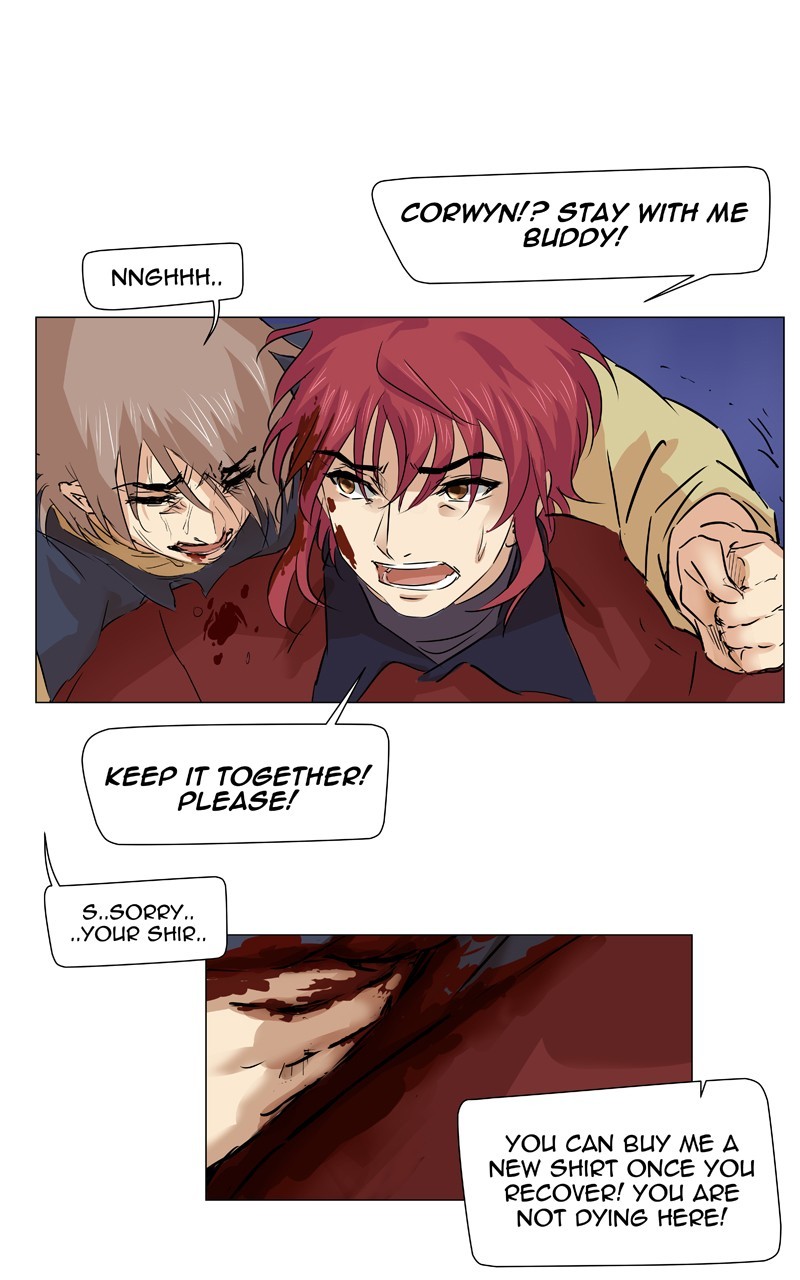 CORWYN!? STAY WITH ME
BUDDY!
NNGHHH..
KEEP IT TOGETHER!
PLEASE!
S..SORRY..
..YOUR SHIR..
YOU CAN BUY ME A
NEW SHIRT ONCE YOU
RECOVER! YOU ARE
NOT DYING HERE!